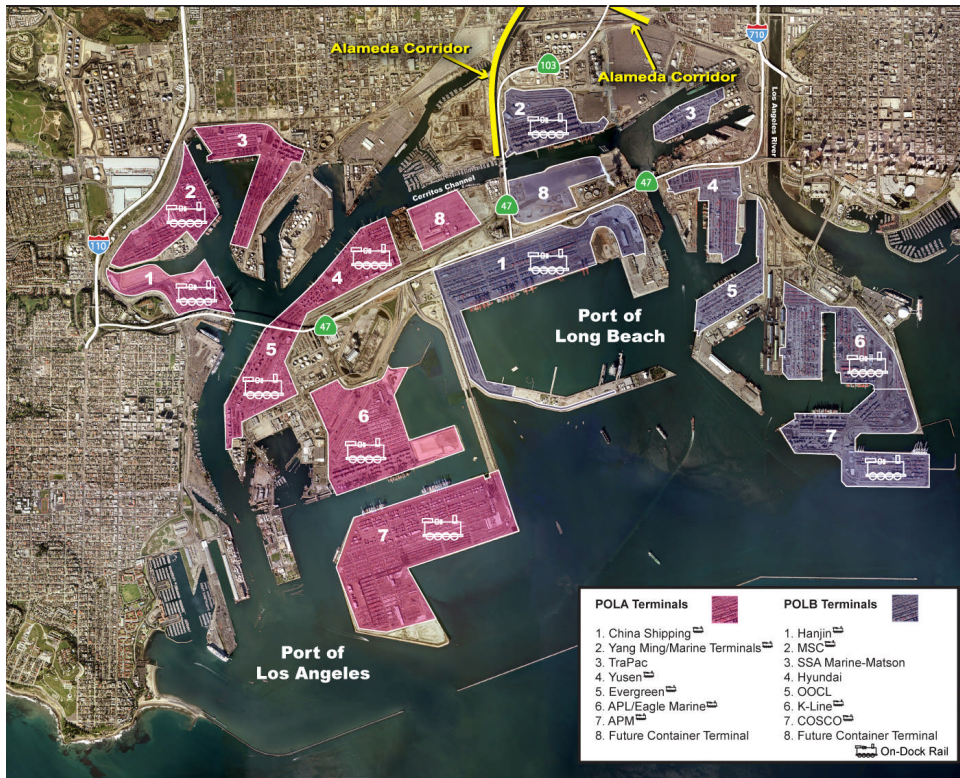 Alameda Corridor
103
Alameda Corridor
710
Los Angeles River
2
3
3
2
Cerritos Channel
8
8
47
47
4
110
1
4
1
5
47
Port of
Long Beach
5
6
6
7
7
Port of
Los Angeles
POLA Terminals
1. China Shipping
2. Yang Ming/Marine Terminals
3. TraPac
4. Yusen
5. Evergreen
6. APL/Eagle Marine
7. APM
8. Future Container Terminal
POLB Terminals
1. Hanjin
2. MSC
3. SSA Marine-Matson
4. Hyundai
5. OOCL
6. K-Line
7. COSCO
8. Future Container Terminal
On-Dock Rail